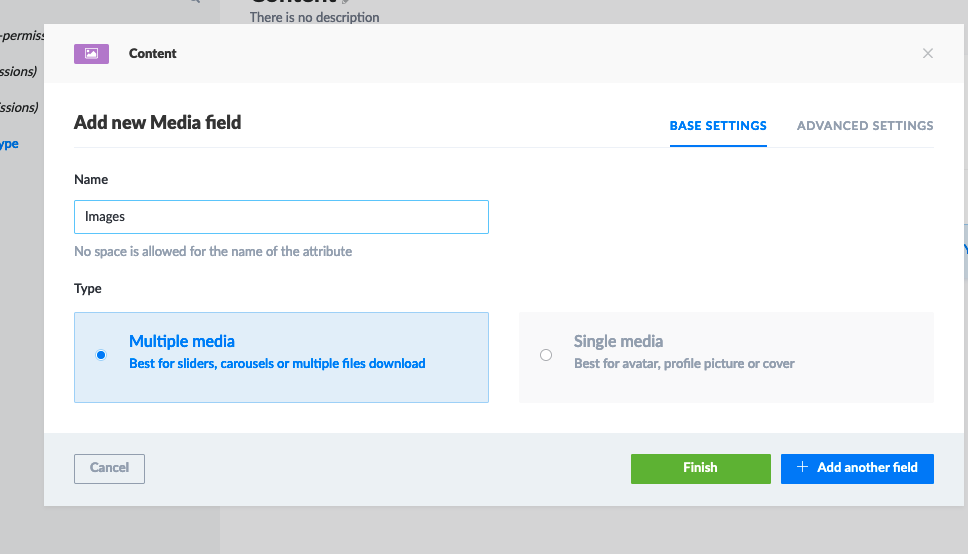 Content
There is no description
-permiss
ssions)
issions)
ype
Content
Add new Media field
BASE SETTINGS
ADVANCED SETTINGS
Name
Images
No space is allowed for the name of the attribute
Type
Multiple media
Best for sliders, carousels or multiple files download
Single media
Best for avatar, profile picture or cover
Cancel
Finish
+ Add another field